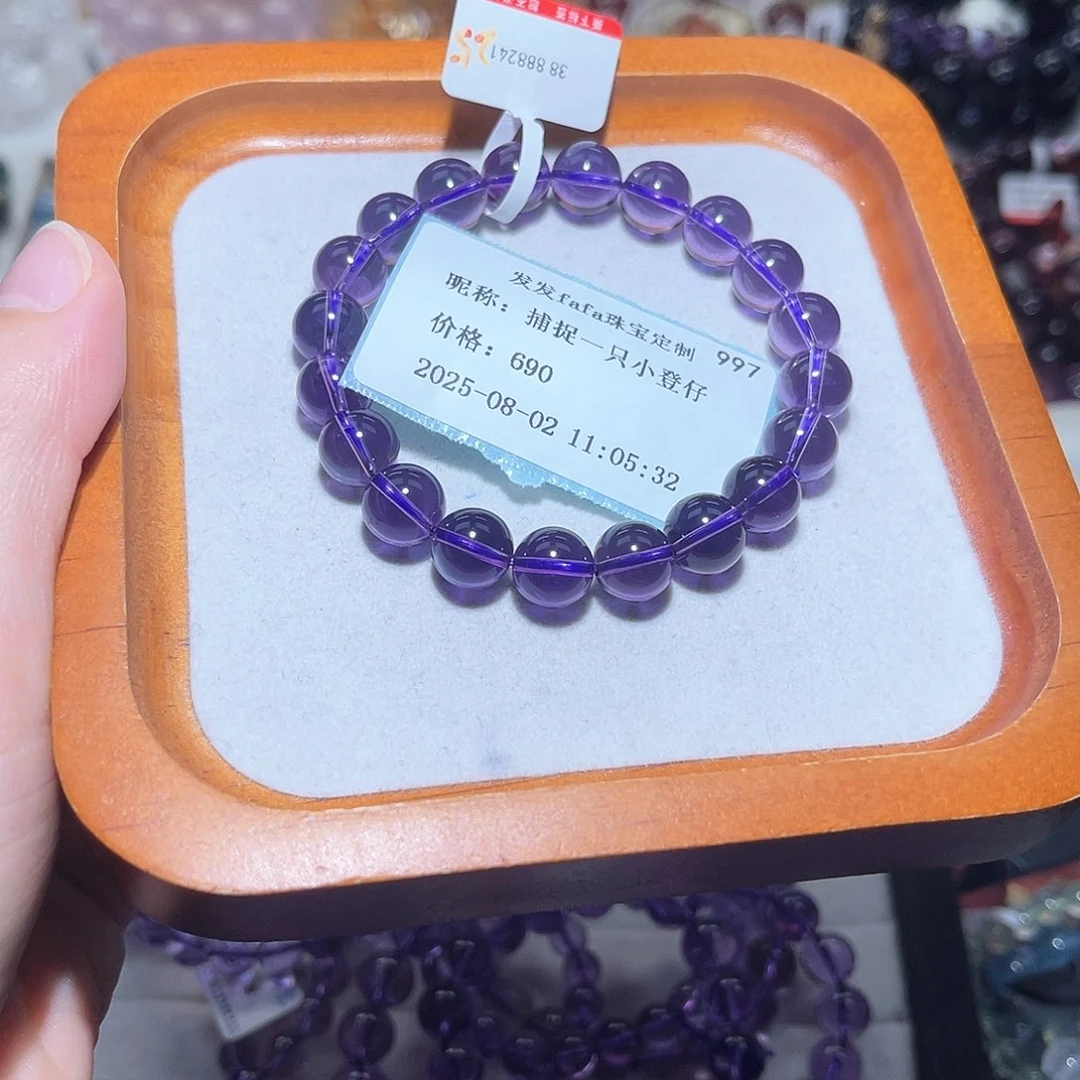 38 888241
发发fafa珠宝定制 997
昵称：捕捉一只小登仔
价格：690
2025-08-02 11:05:32